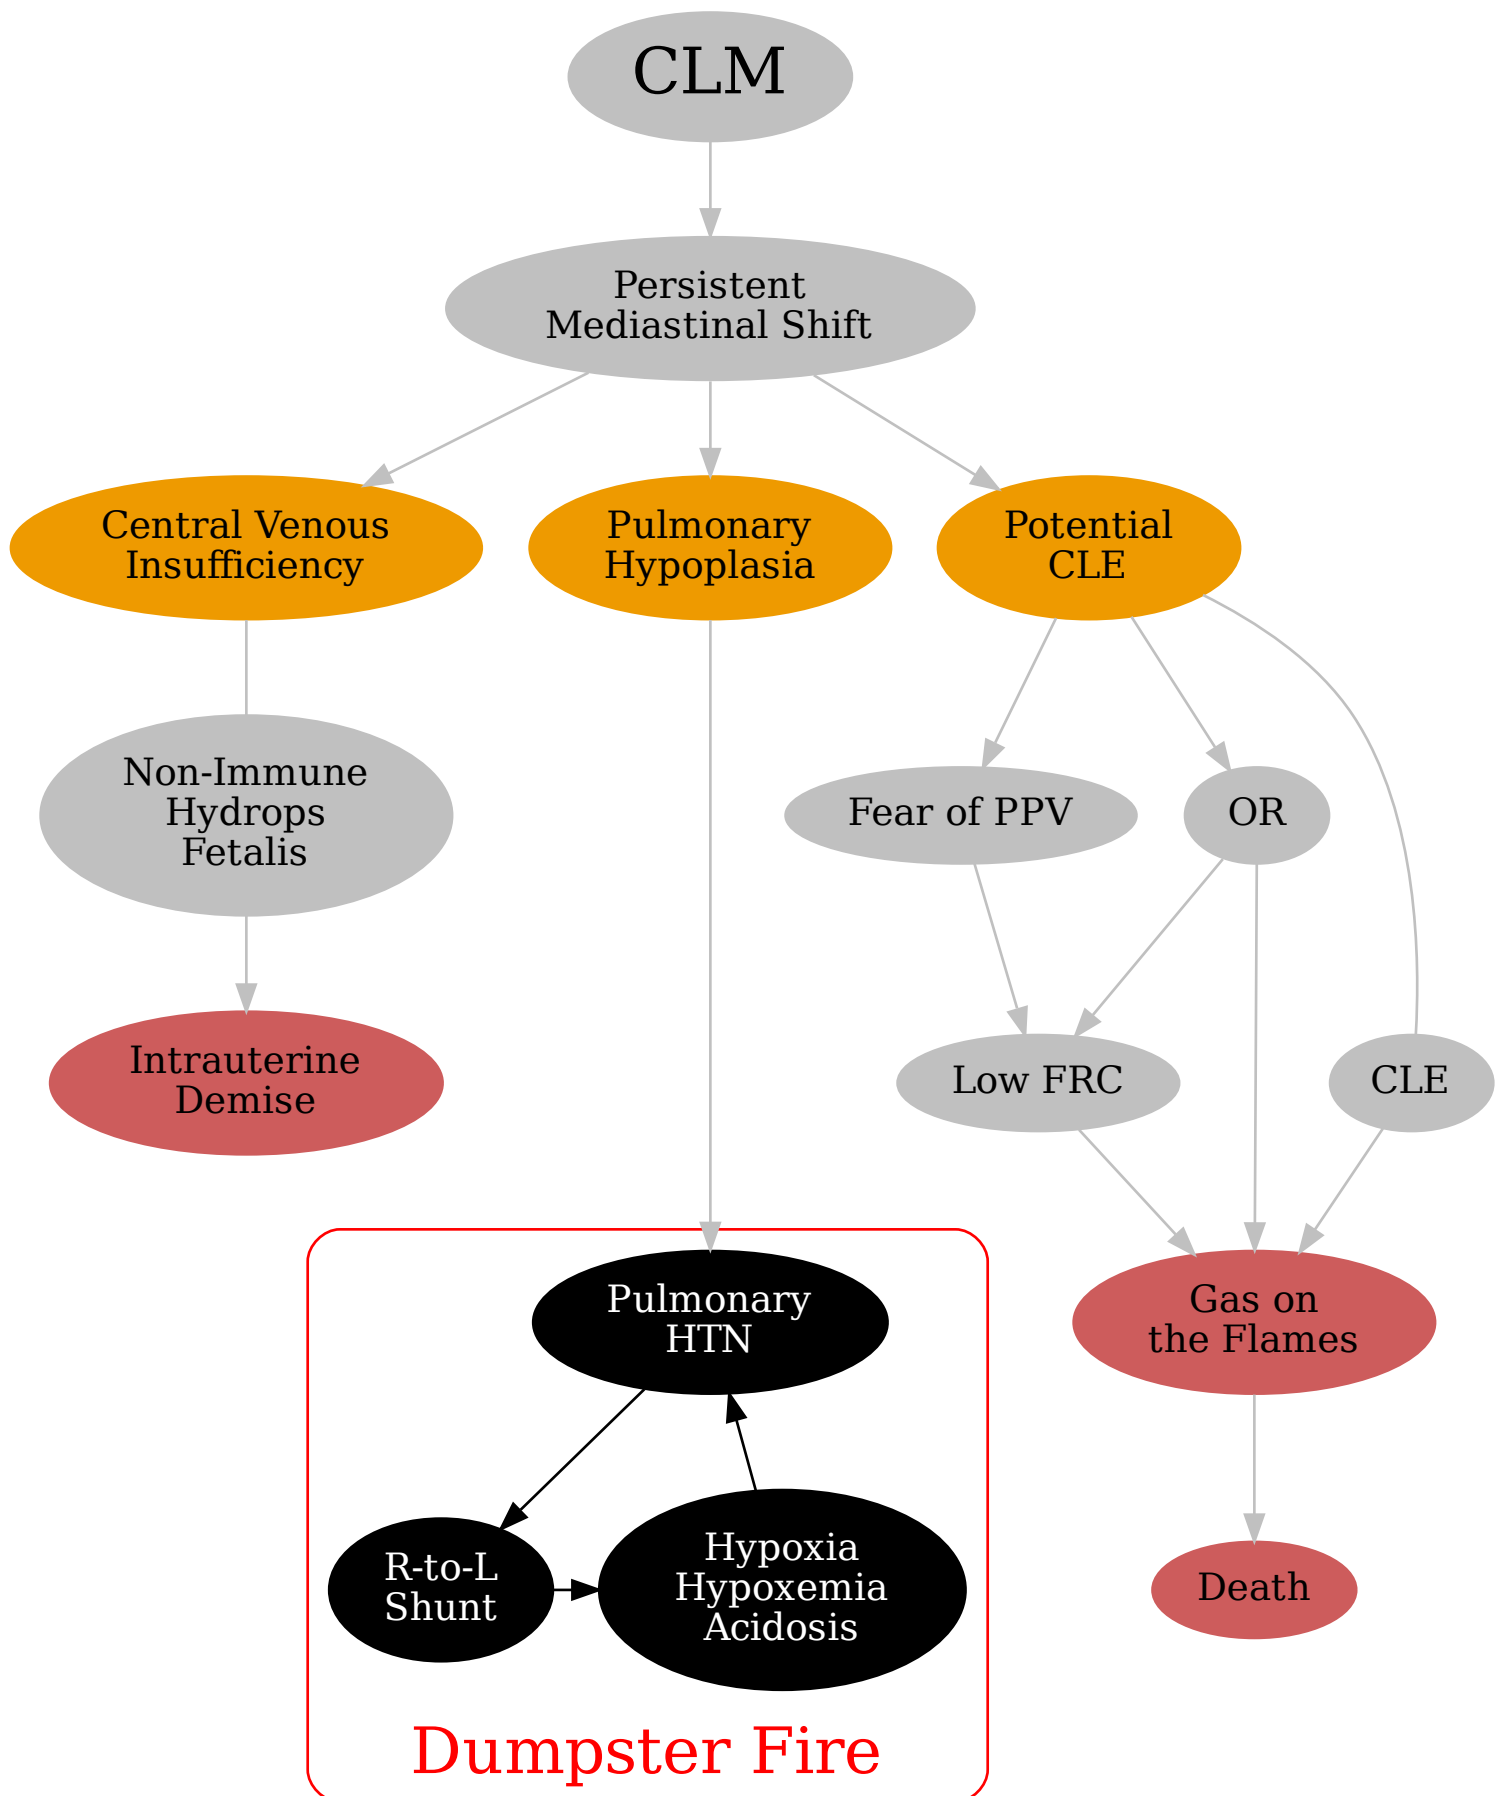 CLM
Persistent
Mediastinal Shift
Central Venous
Insufficiency
Pulmonary
Hypoplasia
Potential
CLE
Non-Immune
Hydrops
Fetalis
Fear of PPV
OR
Intrauterine
Demise
Low FRC
CLE
Pulmonary
HTN
Gas on
the Flames
R-to-L
Shunt
Hypoxia
Hypoxemia
Acidosis
Death
Dumpster Fire